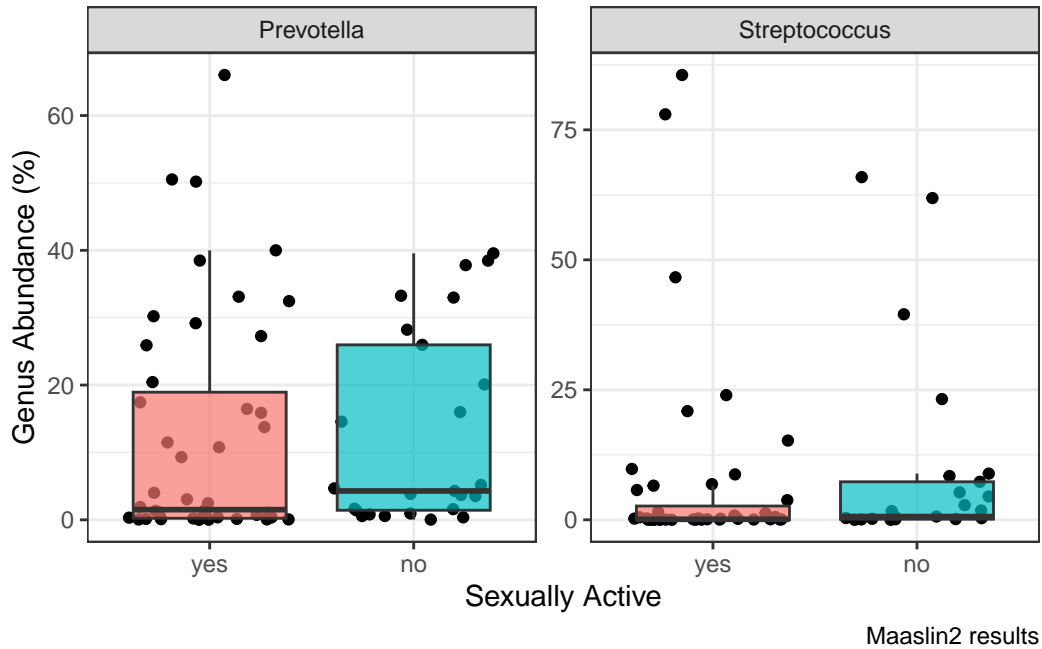 Prevotella
Streptococcus
Genus Abundance (%)
60
40
20
0
75
50
25
0
yes
no
yes
no
Sexually Active
Maaslin2 results